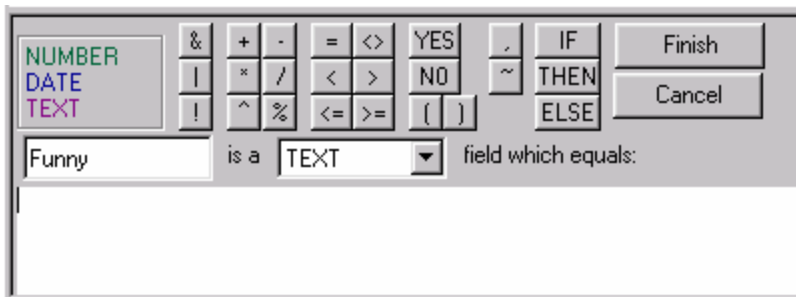 NUMBER
DATE
TEXT
& + - = <> YES , IF Finish
| * / < > NO ~ THEN Cancel
! ^ % <= >= ( ) ELSE
Funny is a TEXT field which equals: